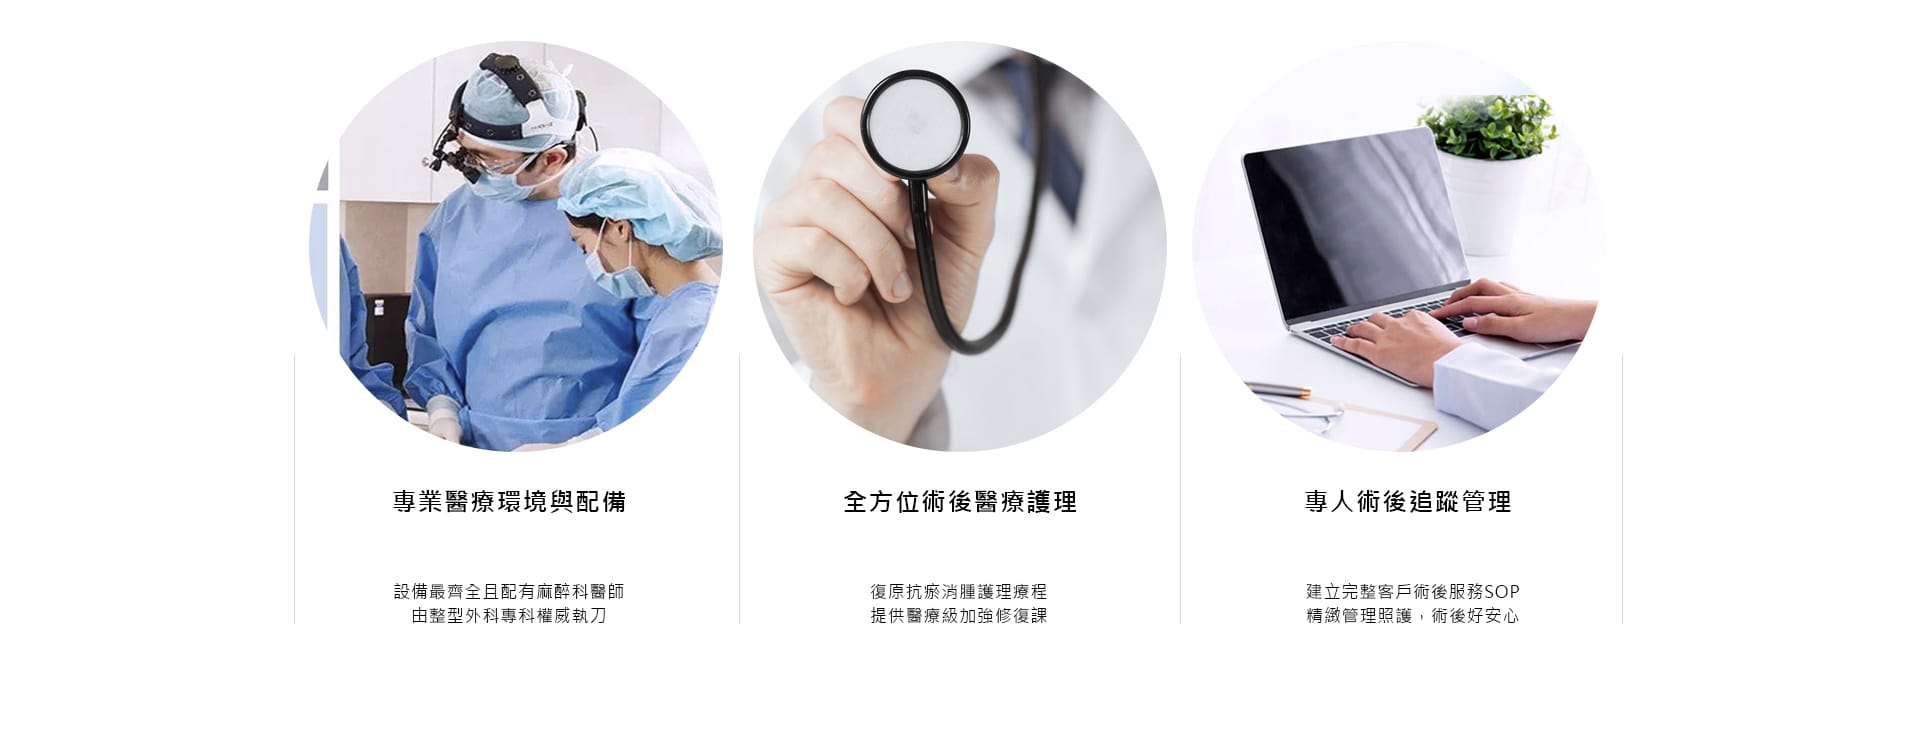 專業醫療環境與配備
設備最齊全且配有麻醉科醫師
由整型外科專科權威執刀
全方位術後醫療護理
復原抗瘀消腫護理療程
提供醫療級加強修復課
專人術後追蹤管理
建立完整客戶術後服務SOP
精緻管理照護，術後好安心